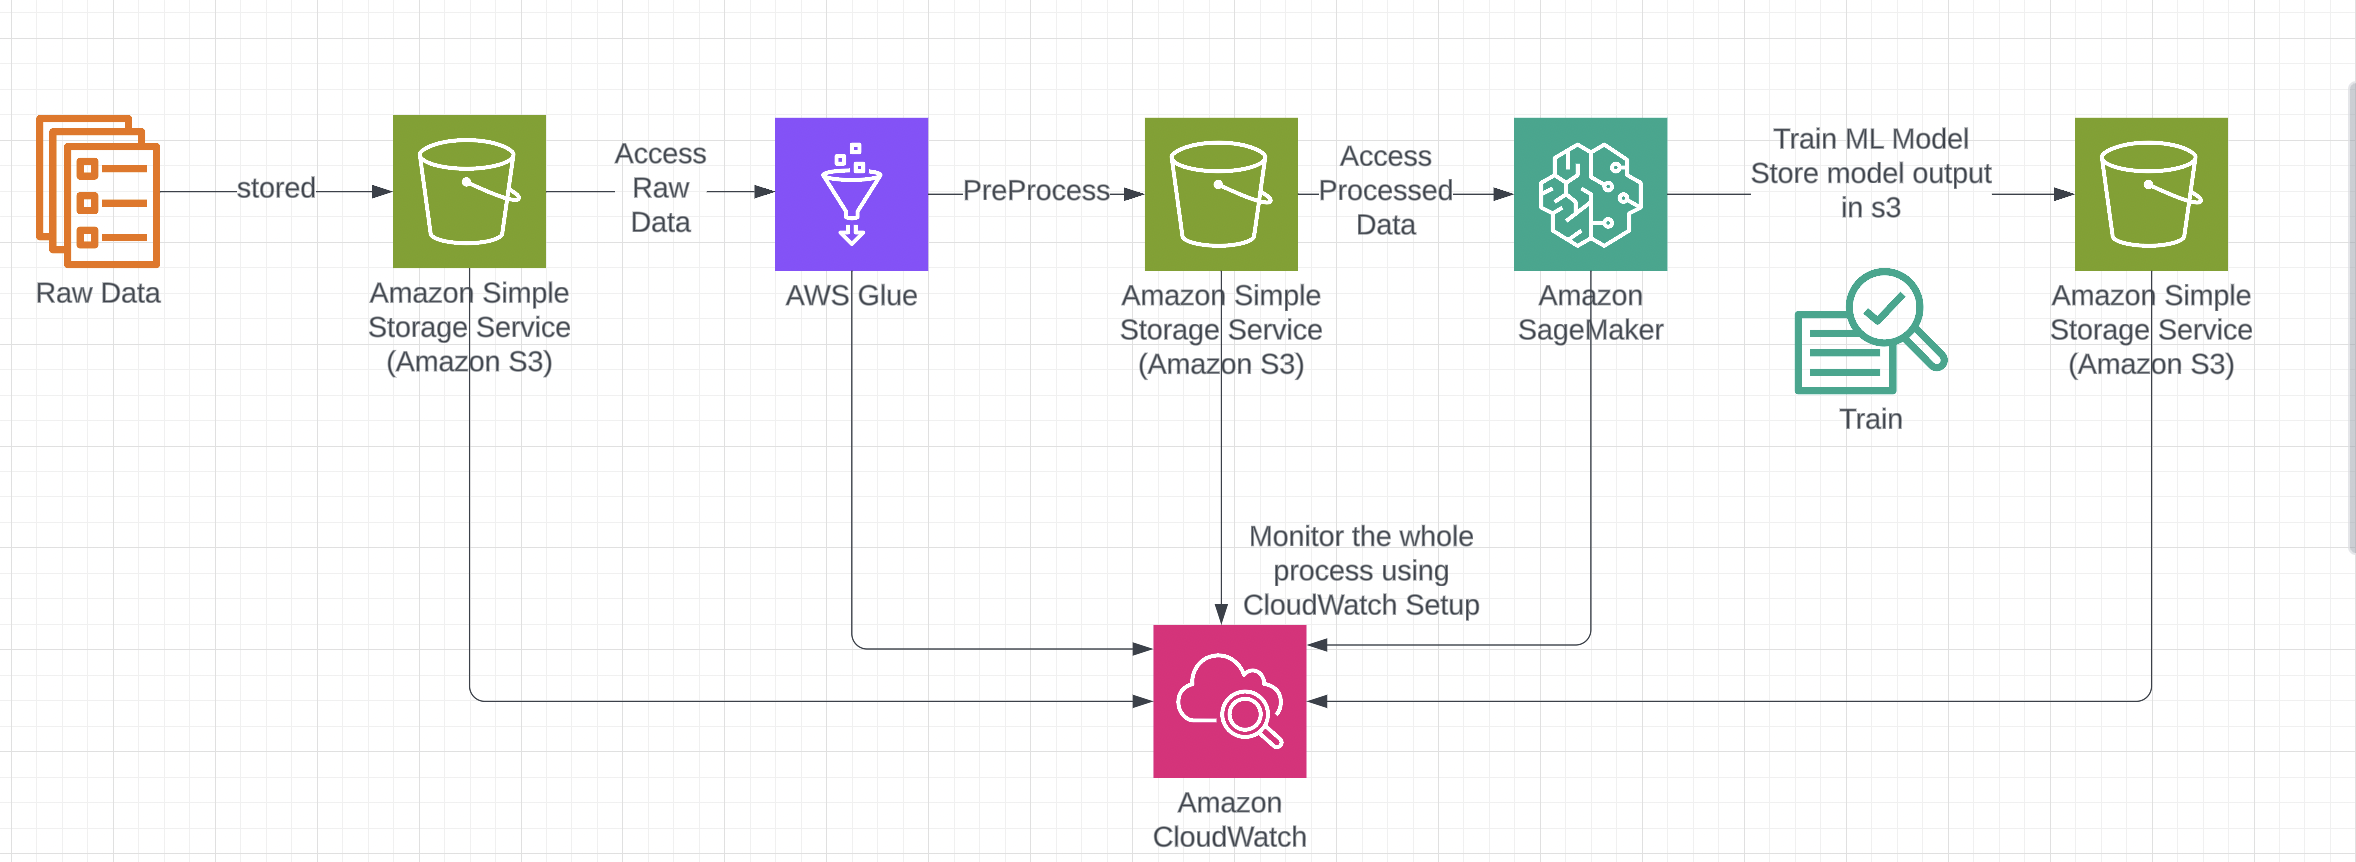 Raw Data
stored
Amazon Simple
Storage Service
(Amazon S3)
Access
Raw
Data
AWS Glue
PreProcess
Amazon Simple
Storage Service
(Amazon S3)
Access
Processed
Data
Amazon
SageMaker
Train ML Model
Store model output
in s3
Train
Amazon Simple
Storage Service
(Amazon S3)
Monitor the whole
process using
CloudWatch Setup
Amazon
CloudWatch